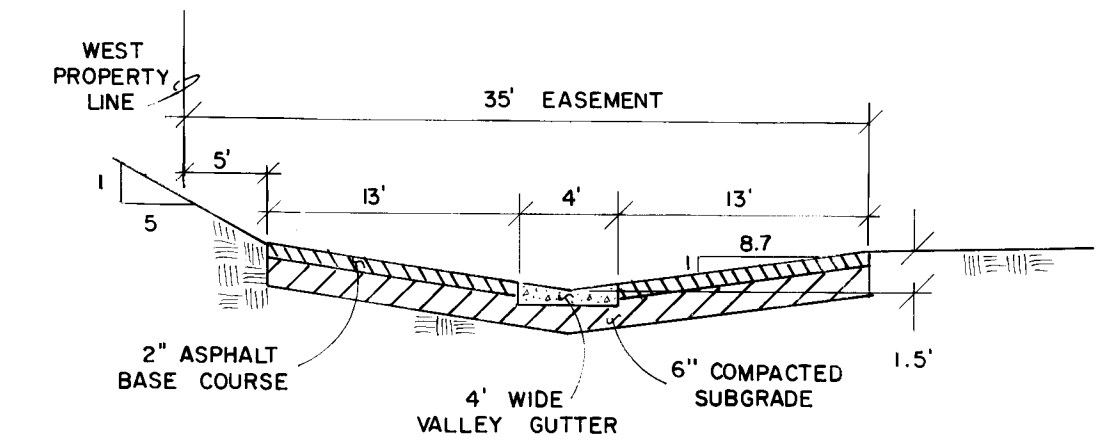 WEST
PROPERTY
LINE
35' EASEMENT
5'
1
5
13'
4'
13'
1
8.7
1.5'
2" ASPHALT
BASE COURSE
4' WIDE
VALLEY GUTTER
6" COMPACTED
SUBGRADE